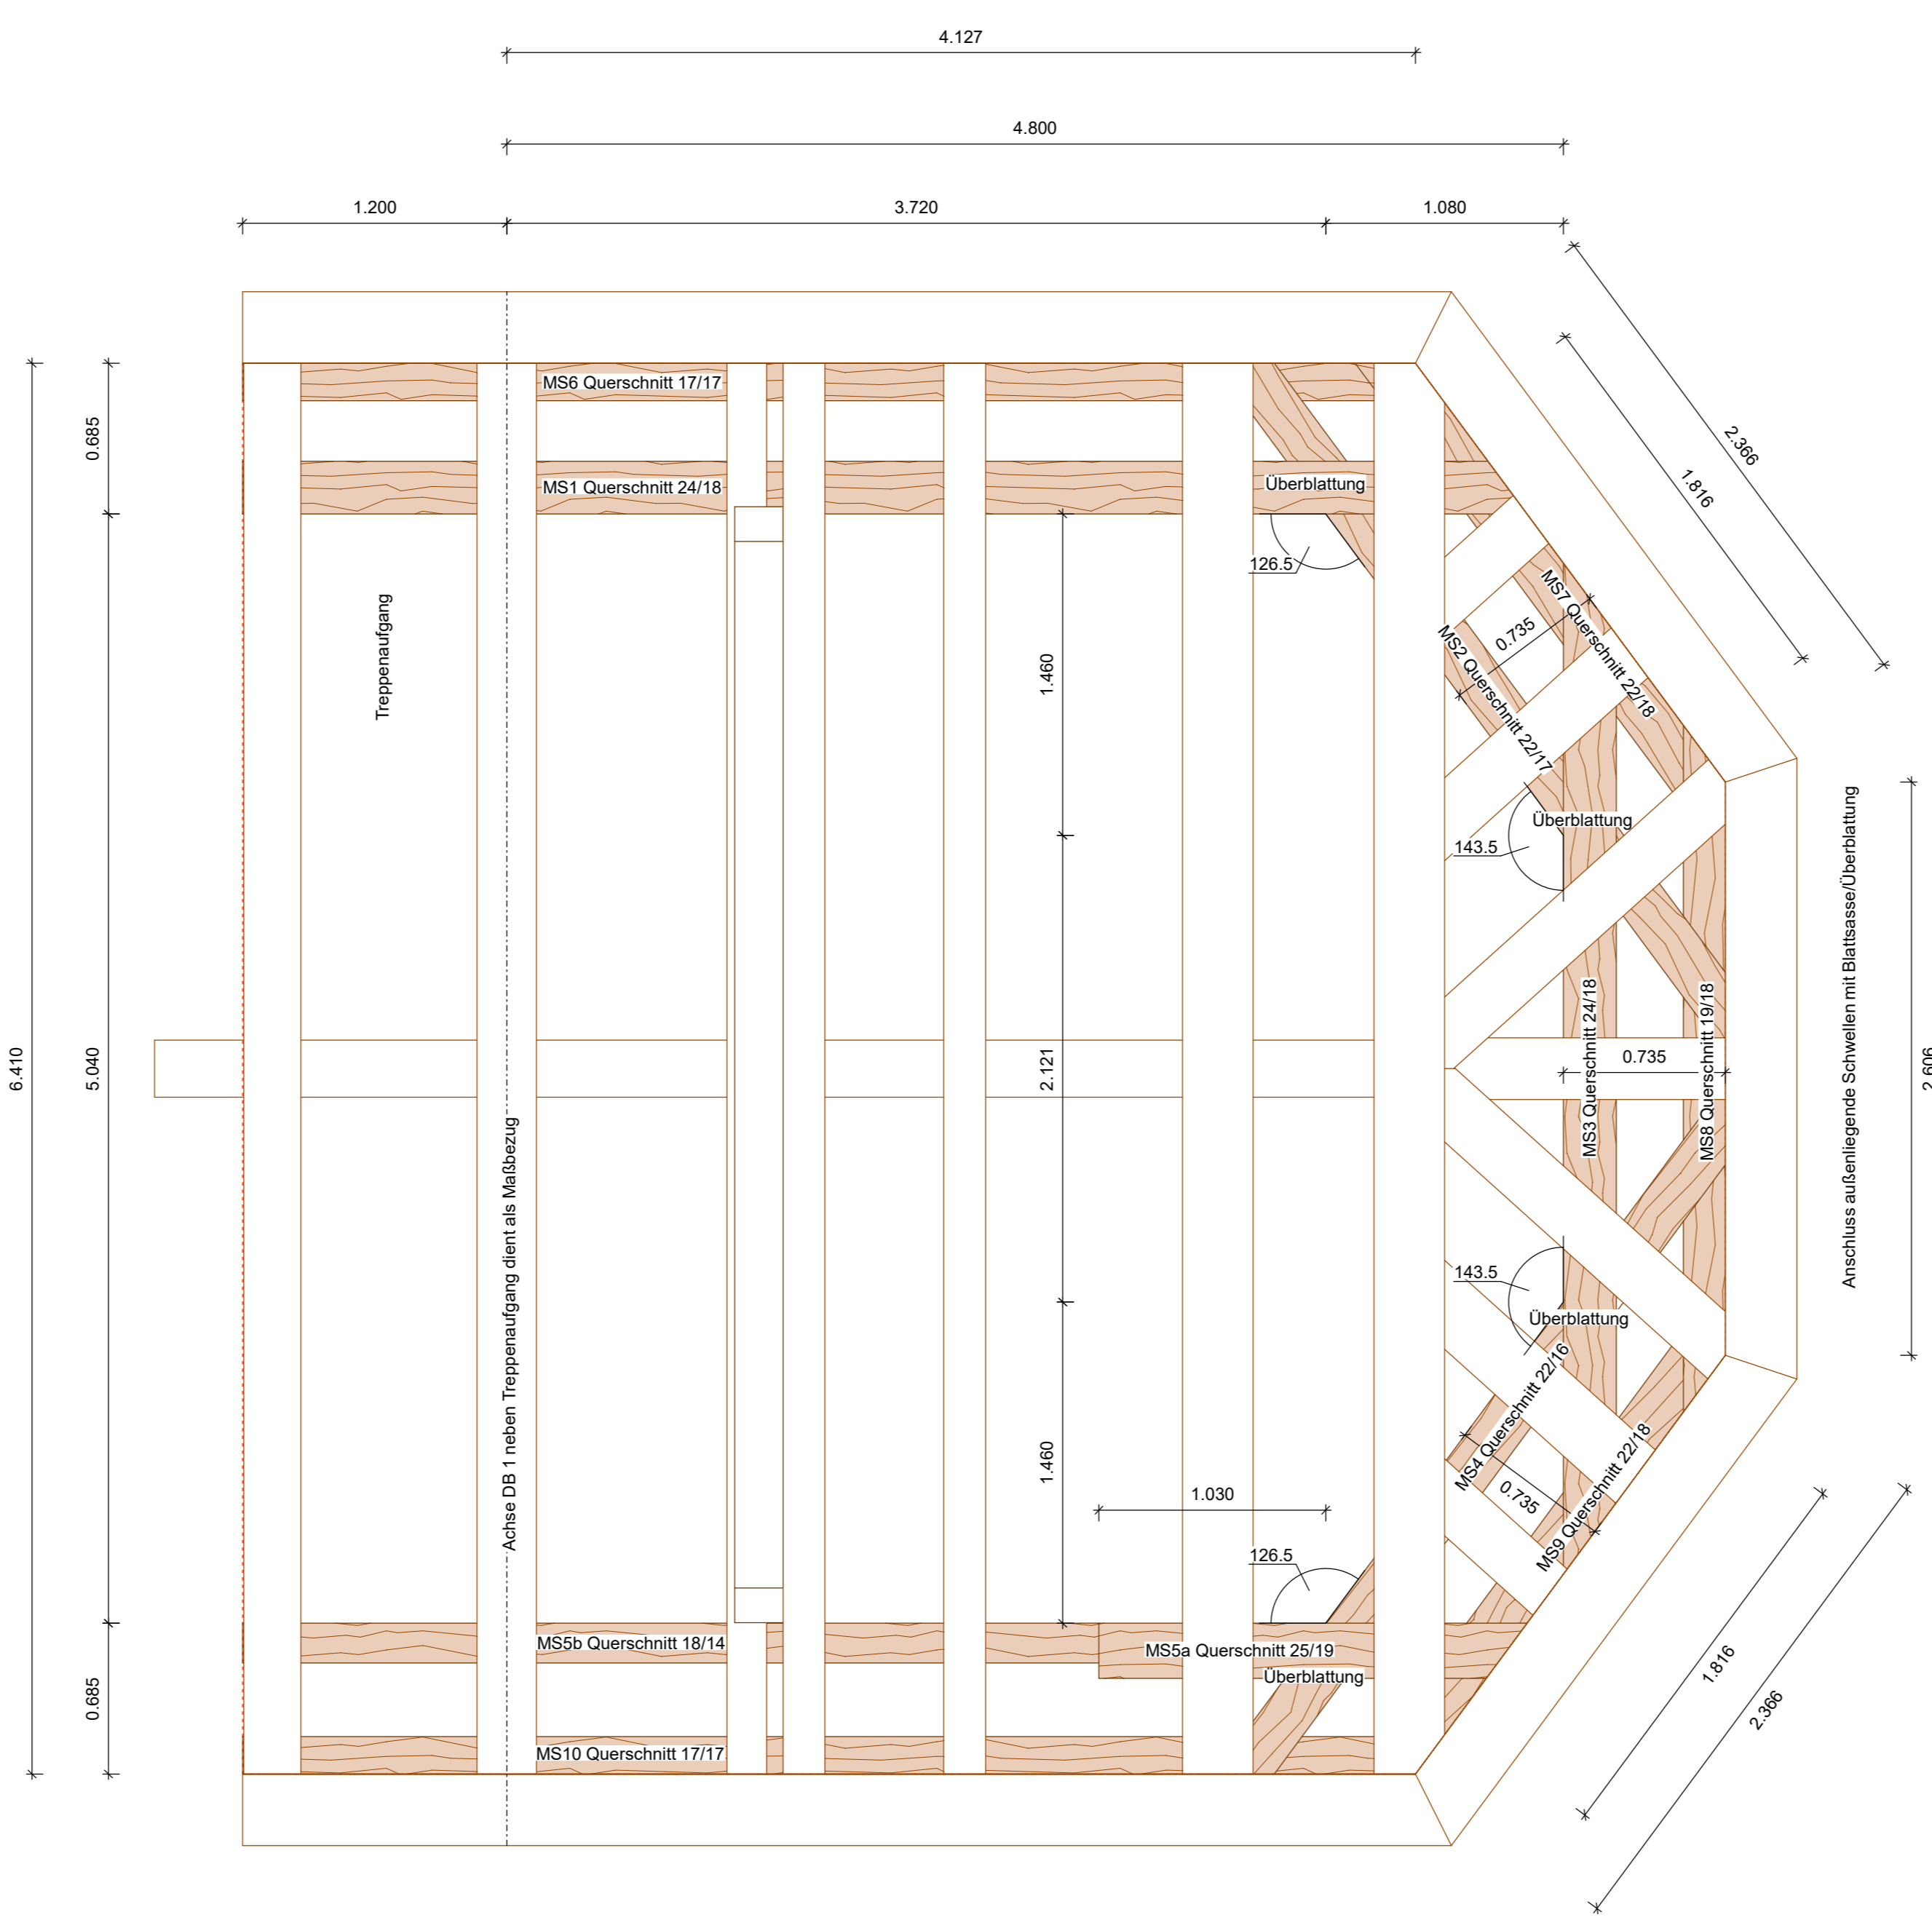 4.127
4.800
1.200
3.720
1.080
2.366
1.816
MS6 Querschnitt 17/17
0.685
MS1 Querschnitt 24/18
Überblattung
126.5
Treppenaufgang
1.460
MS7 Querschnitt 22/18
0.735
MS2 Querschnitt 22/17
Überblattung
143.5
Anschluss außenliegende Schwellen mit Blattsasse/Überblattung
6.410
5.040
2.121
0.735
MS3 Querschnitt 24/18
MS8 Querschnitt 19/18
2.606
Achse DB 1 neben Treppenaufgang dient als Maßbezug
143.5
Überblattung
MS4 Querschnitt 22/16
MS9 Querschnitt 22/18
0.735
1.460
1.030
126.5
MS5b Querschnitt 18/14
MS5a Querschnitt 25/19
Überblattung
0.685
MS10 Querschnitt 17/17
1.816
2.366